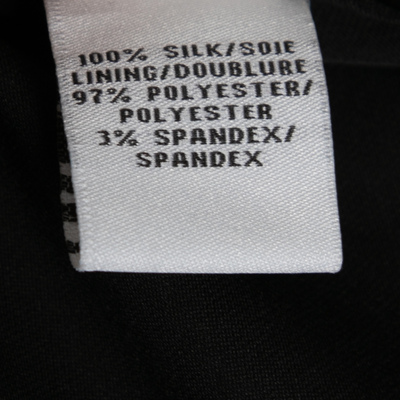 100% SILK/SOIE
LINING/DOUBLURE
97% POLYESTER/
POLYESTER
3% SPANDEX/
SPANDEX